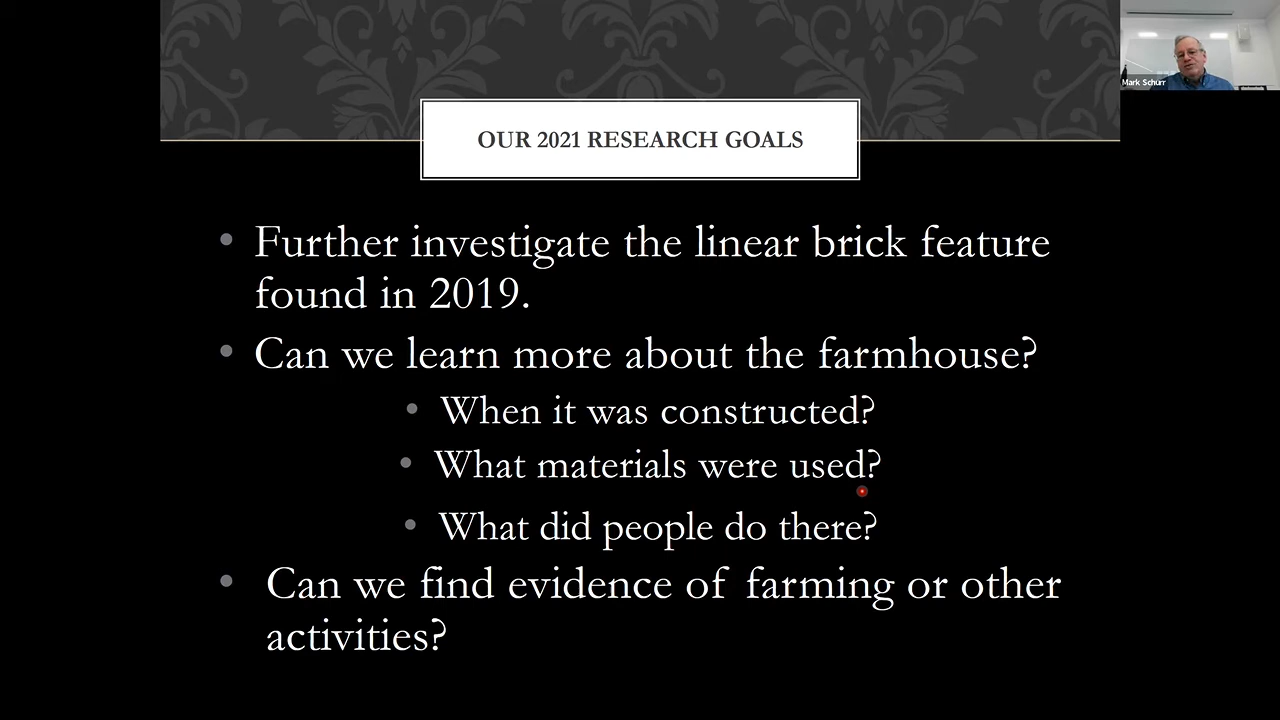 Mark Schurr
OUR 2021 RESEARCH GOALS
• Further investigate the linear brick feature
found in 2019.
• Can we learn more about the farmhouse?
• When it was constructed?
• What materials were used?
• What did people do there?
• Can we find evidence of farming or other
activities?